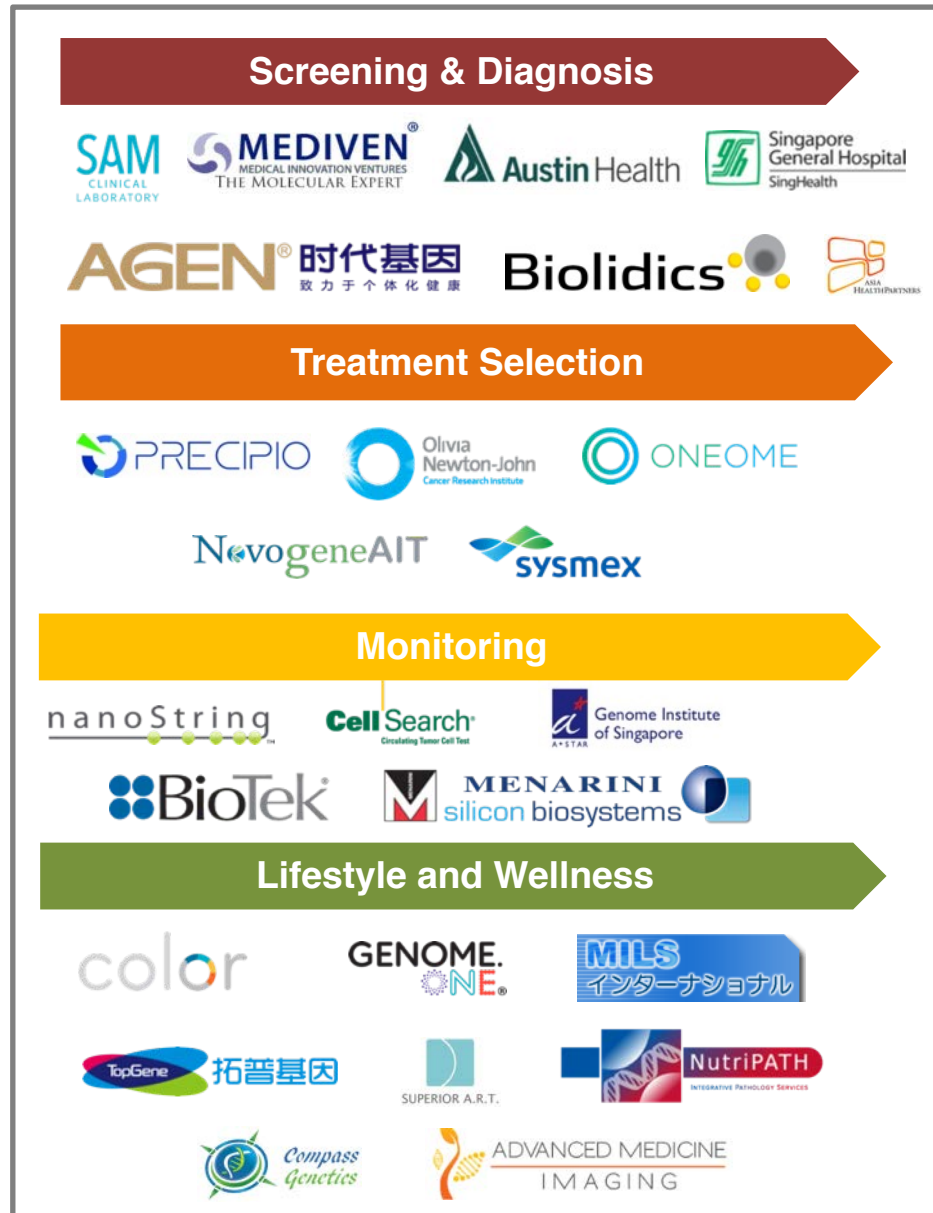 Screening & Diagnosis
SAM
CLINICAL
LABORATORY
MEDIVEN®
MEDICAL INNOVATION VENTURES
THE MOLECULAR EXPERT
Austin Health
Singapore
General Hospital
SingHealth
AGEN® 时代基因
致力于个体化健康
Biolidics
ASIA
HEALTHPARTNERS
Treatment Selection
PRECIPIO
Olivia
Newton-John
Cancer Research Institute
ONEOME
NovogeneAIT
sysmex
Monitoring
nanoString™
CellSearch®
Circulating Tumor Cell Test
a
A*STAR
Genome Institute
of Singapore
BioTek®
MENARINI
silicon biosystems
Lifestyle and Wellness
color
GENOME.
ONE®
MILS
インターナショナル
TopGene 拓普基因
SUPERIOR A.R.T.
NutriPATH
INTEGRATIVE PATHOLOGY SERVICES
Compass
Genetics
ADVANCED MEDICINE
IMAGING